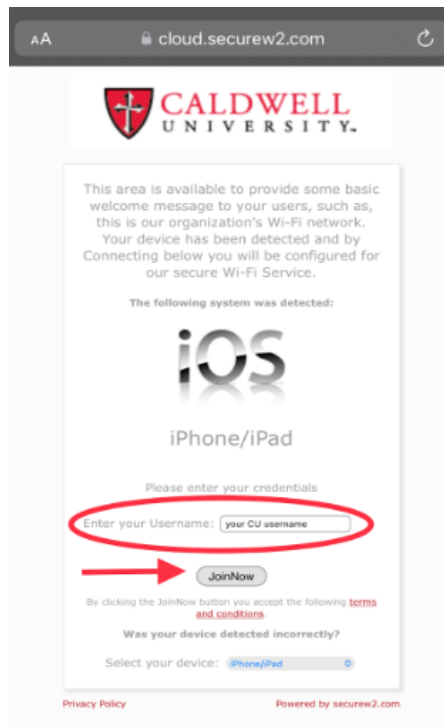 AA cloud.securew2.com
CALDWELL
UNIVERSITY
This area is available to provide some basic
welcome message to your users, such as,
this is our organization's Wi-Fi network.
Your device has been detected and by
Connecting below you will be configured for
our secure Wi-Fi Service.
The following system was detected:
iOS
iPhone/iPad
Please enter your credentials
Enter your Username: your CU username
JoinNow
By clicking the JoinNow button you accept the following terms
and conditions.
Was your device detected incorrectly?
Select your device: iPhone/iPad
Privacy Policy Powered by securew2.com